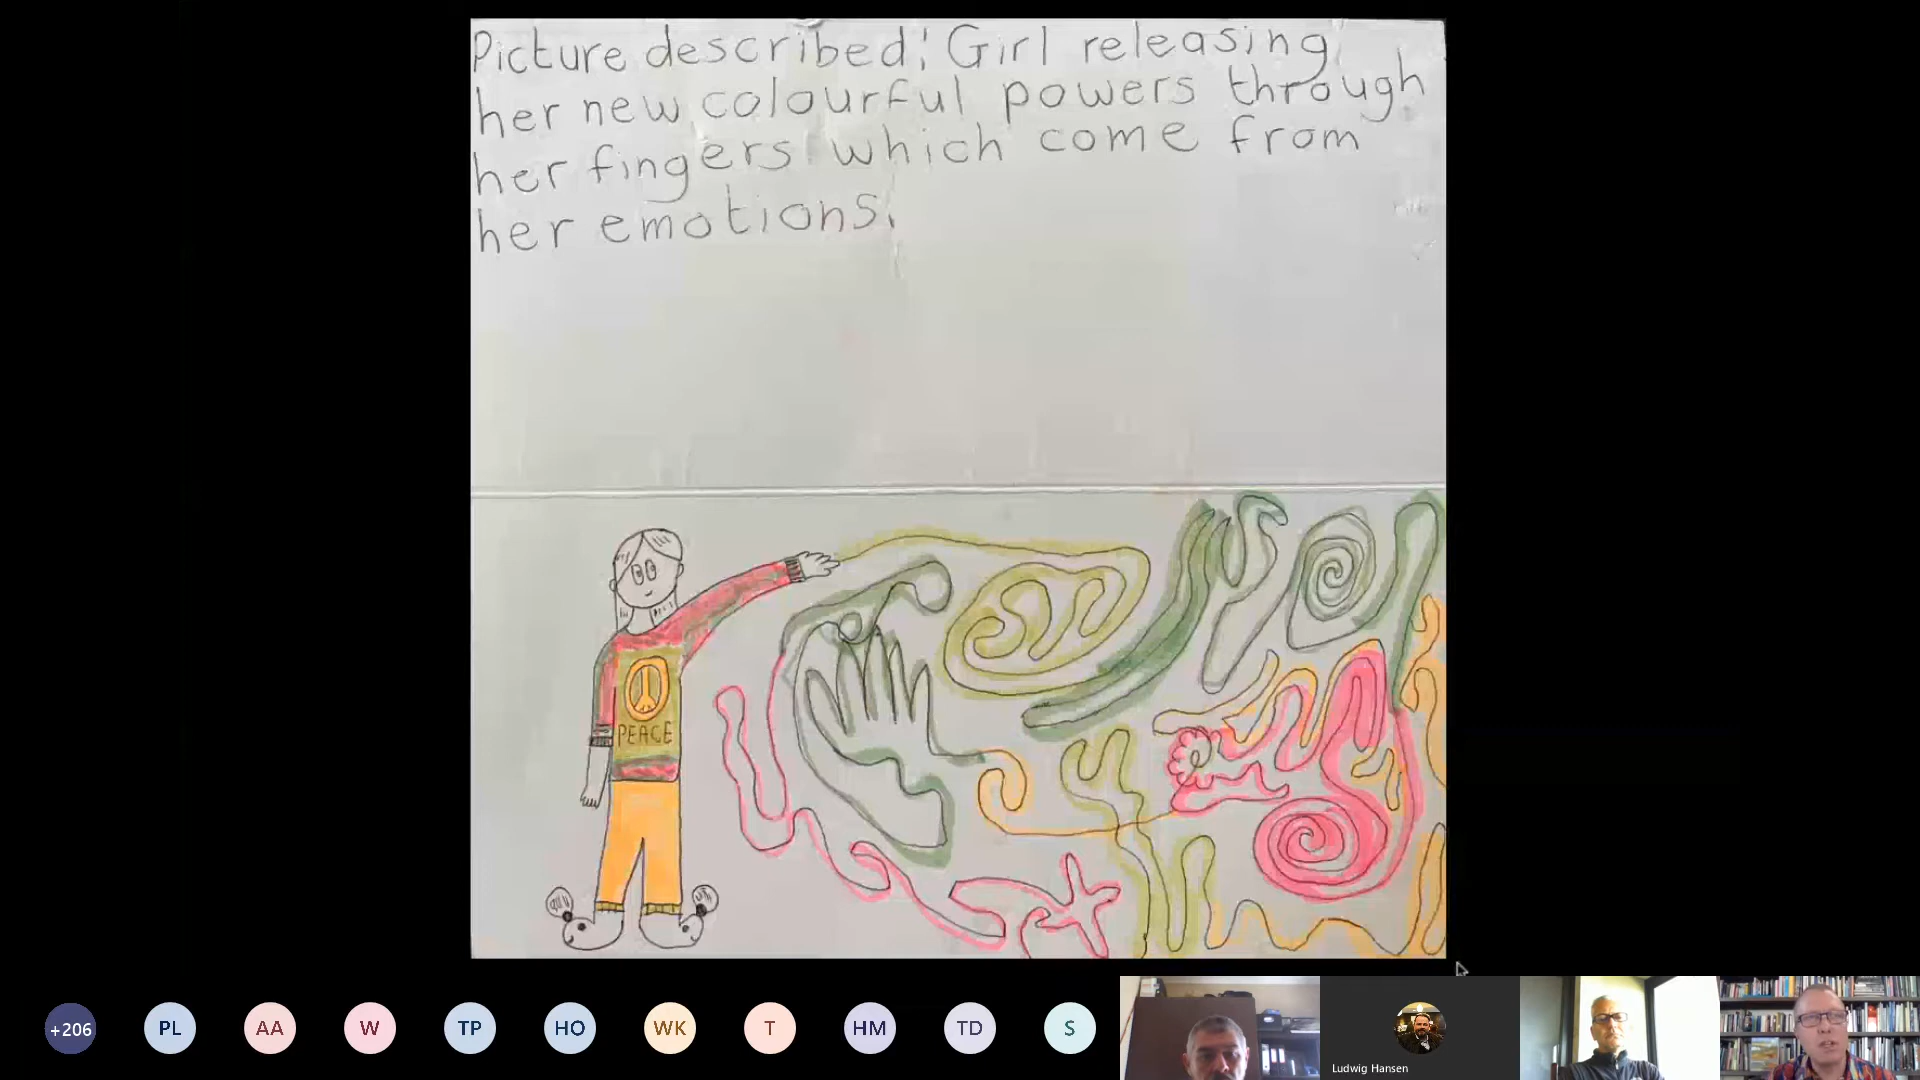 Picture described: Girl releasing
her new colourful powers through
her fingers which come from
her emotions.
PEACE
+206
PL
AA
W
TP
HO
WK
T
HM
TD
S
Ludwig Hansen